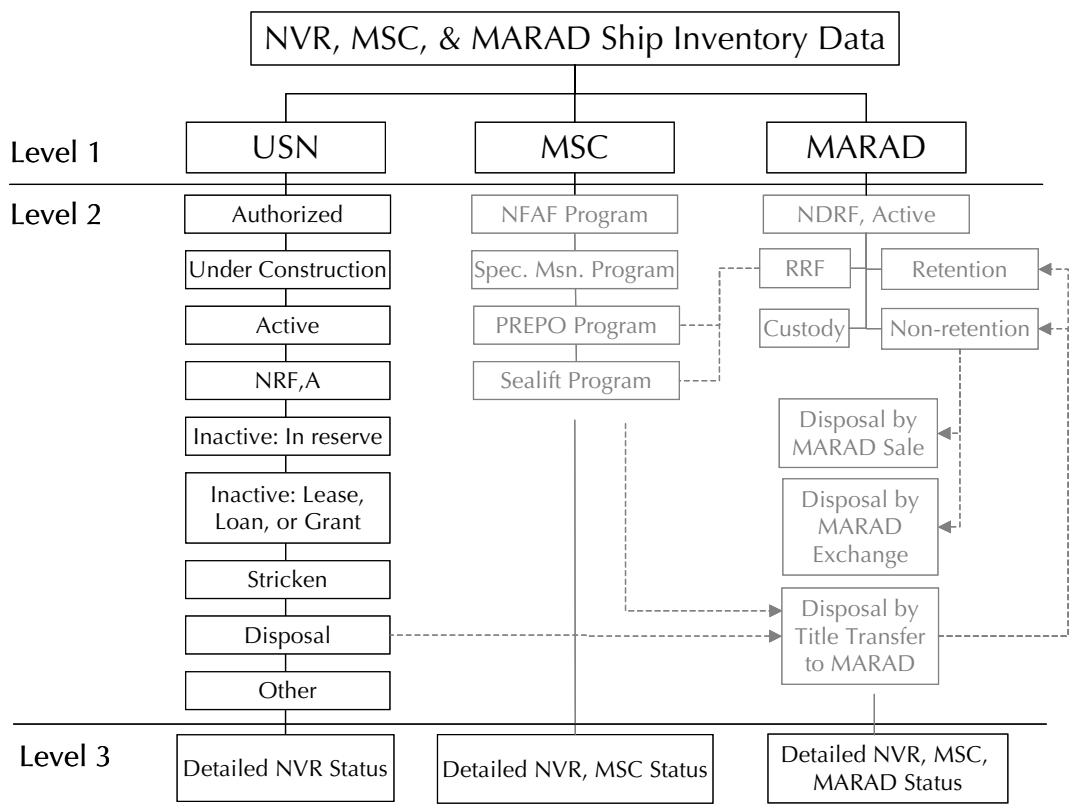 NVR, MSC, & MARAD Ship Inventory Data
Level 1
USN
MSC
MARAD
Level 2
Authorized
Under Construction
Active
NRF,A
Inactive: In reserve
Inactive: Lease,
Loan, or Grant
Stricken
Disposal
Other
NFAF Program
Spec. Msn. Program
PREPO Program
Sealift Program
NDRF, Active
RRF
Retention
Custody
Non-retention
Disposal by
MARAD Sale
Disposal by
MARAD
Exchange
Disposal by
Title Transfer
to MARAD
Level 3
Detailed NVR Status
Detailed NVR, MSC Status
Detailed NVR, MSC,
MARAD Status